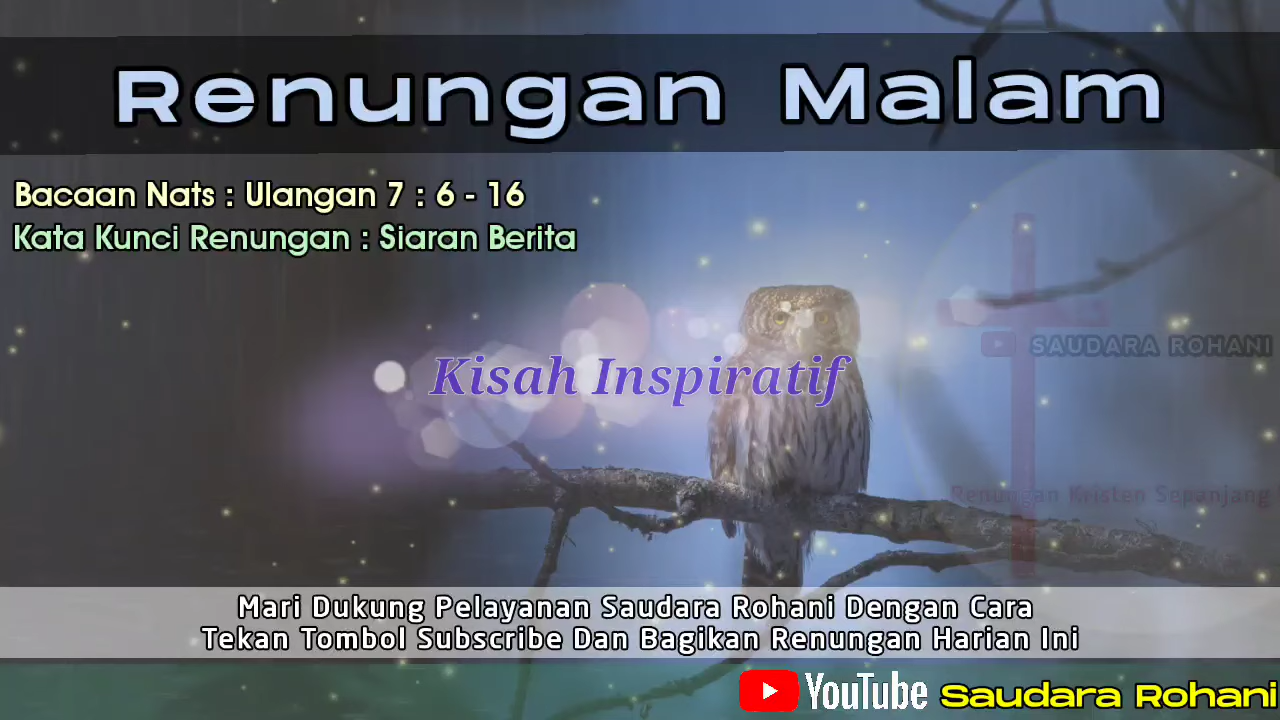 Renungan Malam
Bacaan Nats : Ulangan 7 : 6 - 16
Kata Kunci Renungan : Siaran Berita
Kisah Inspiratif
SAUDARA ROHANI
Renungan Kristen Sepanjang
Mari Dukung Pelayanan Saudara Rohani Dengan Cara
Tekan Tombol Subscribe Dan Bagikan Renungan Harian Ini
YouTube Saudara Rohani